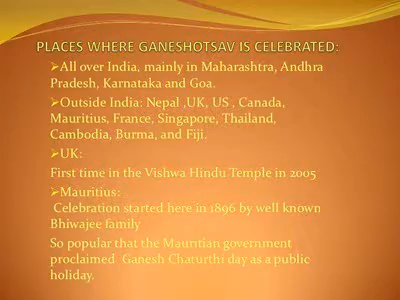 PLACES WHERE GANESHOTSAV IS CELEBRATED:
➢All over India, mainly in Maharashtra, Andhra
Pradesh, Karnataka and Goa.
➢Outside India: Nepal ,UK, US , Canada,
Mauritius, France, Singapore, Thailand,
Cambodia, Burma, and Fiji.
➢UK:
First time in the Vishwa Hindu Temple in 2005
➢Mauritius:
Celebration started here in 1896 by well known
Bhiwajee family
So popular that the Mauritian government
proclaimed Ganesh Chaturthi day as a public
holiday.